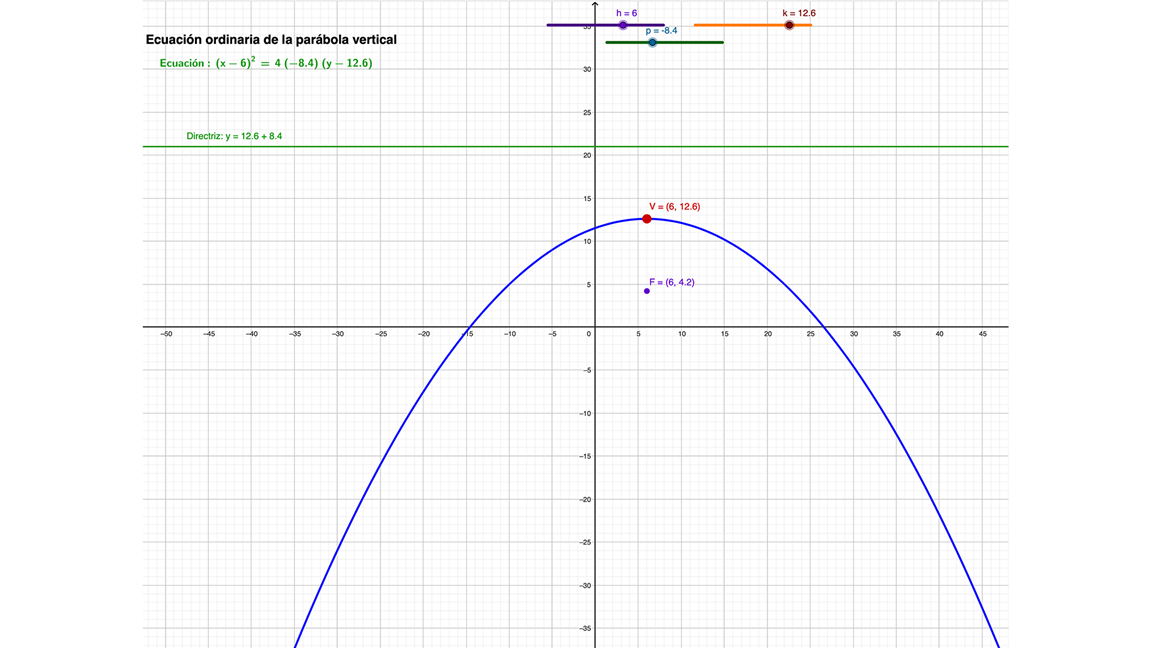 h = 6
k = 12.6
p = -8.4
Ecuación ordinaria de la parábola vertical
Ecuación : (x − 6)² = 4 (−8.4) (y − 12.6)
Directriz: y = 12.6 + 8.4
V = (6, 12.6)
F = (6, 4.2)
35
30
25
20
15
10
5
−50 −45 −40 −35 −30 −25 −20 −15 −10 −5 0 5 10 15 20 25 30 35 40 45
−5
−10
−15
−20
−25
−30
−35